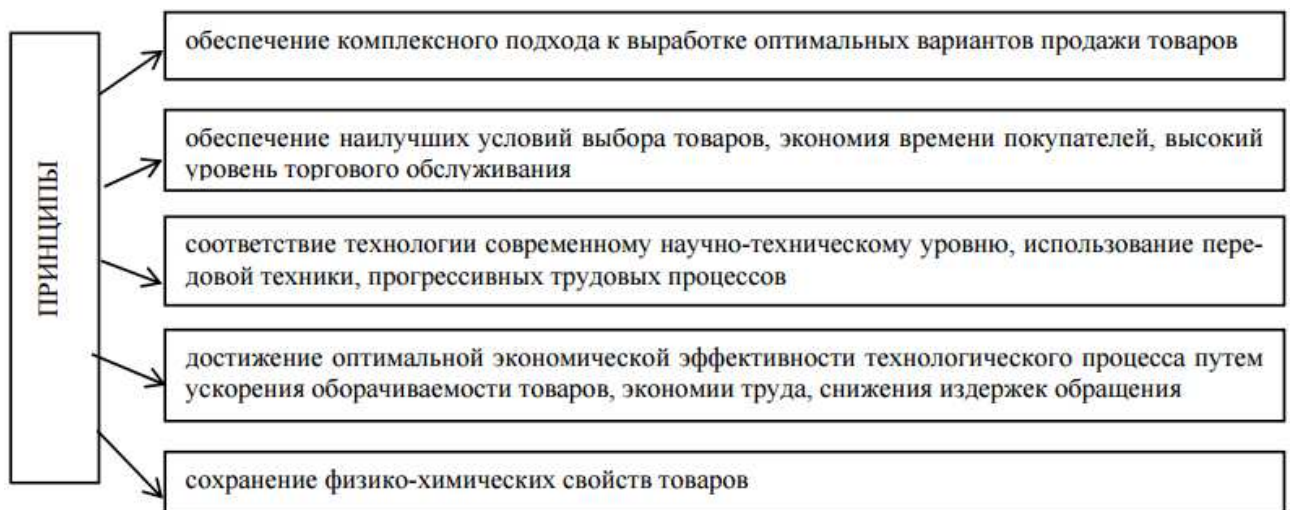 ПРИНЦИПЫ
обеспечение комплексного подхода к выработке оптимальных вариантов продажи товаров
обеспечение наилучших условий выбора товаров, экономия времени покупателей, высокий
уровень торгового обслуживания
соответствие технологии современному научно-техническому уровню, использование пере-
довой техники, прогрессивных трудовых процессов
достижение оптимальной экономической эффективности технологического процесса путем
ускорения оборачиваемости товаров, экономии труда, снижения издержек обращения
сохранение физико-химических свойств товаров